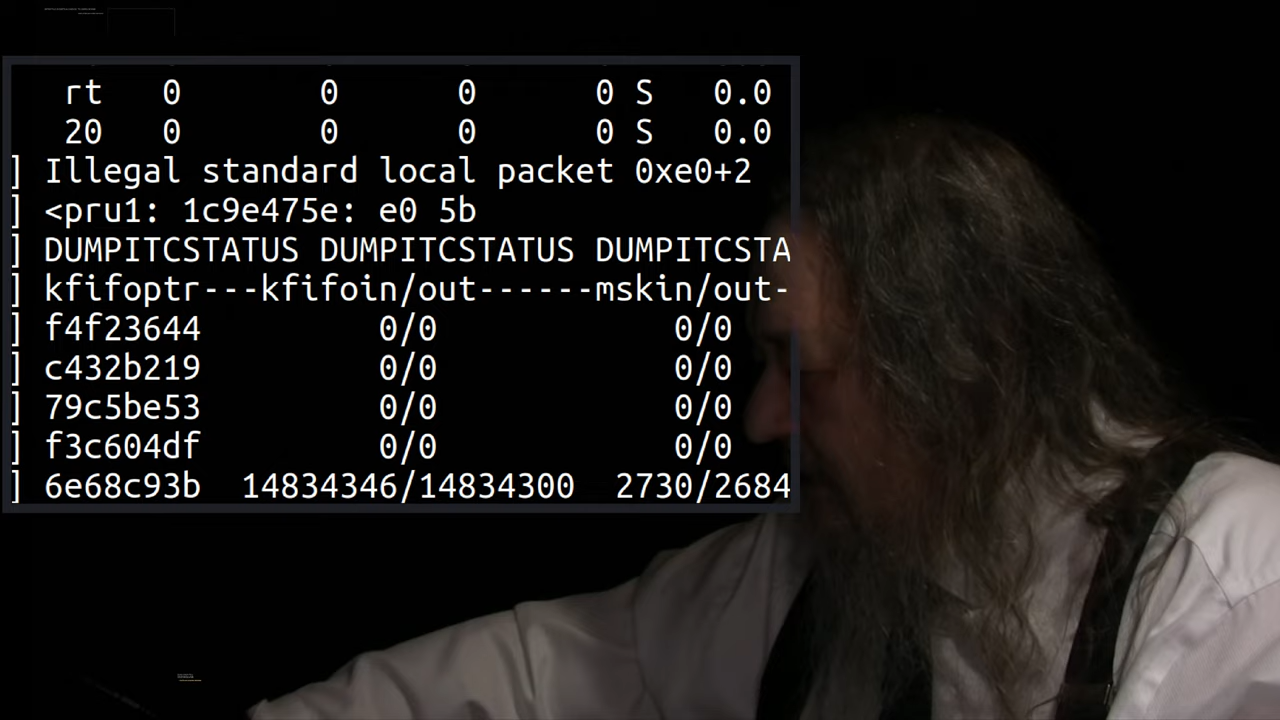 rt 0 0 0 0 S 0.0
20 0 0 0 0 S 0.0
] Illegal standard local packet 0xe0+2
] <pru1: 1c9e475e: e0 5b
] DUMPITCSTATUS DUMPITCSTATUS DUMPITCSTA
] kfifoptr---kfifoin/out------mskin/out-
] f4f23644 0/0 0/0
] c432b219 0/0 0/0
] 79c5be53 0/0 0/0
] f3c604df 0/0 0/0
] 6e68c93b 14834346/14834300 2730/2684